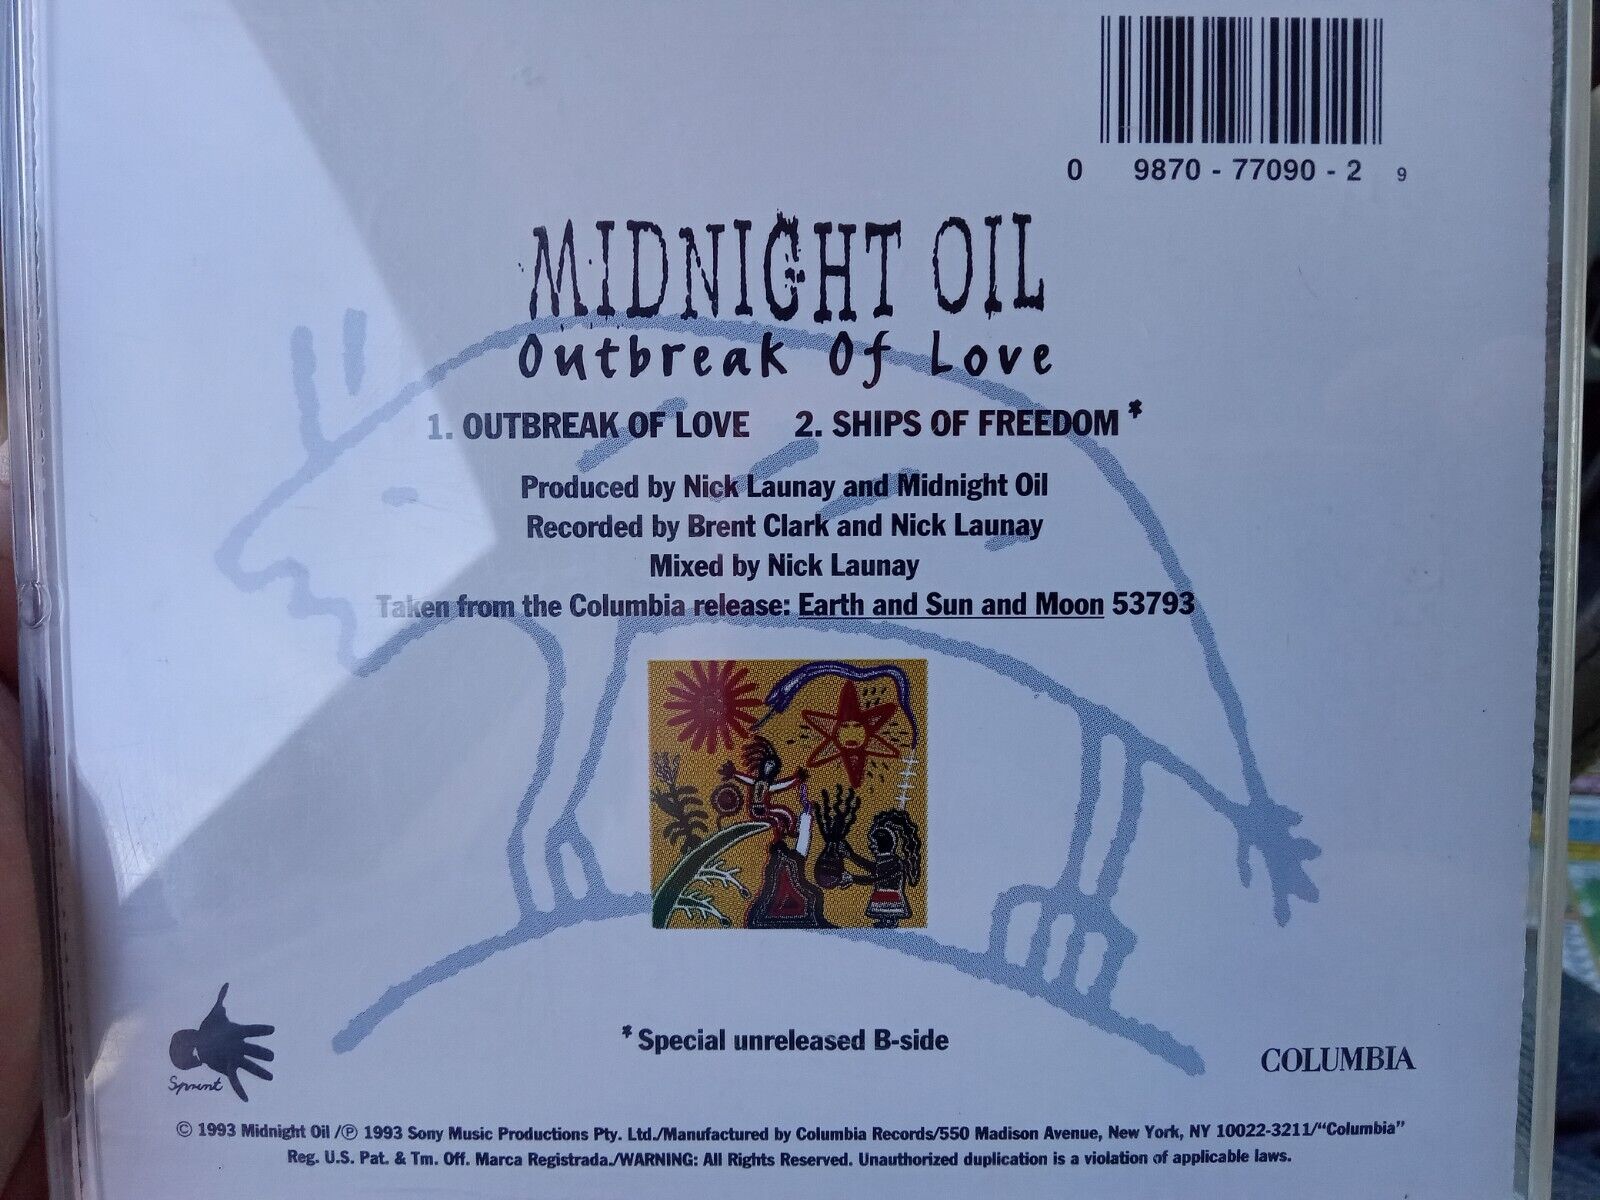 0 9870 - 77090 - 2 9
MIDNIGHT OIL
Outbreak Of Love
1. OUTBREAK OF LOVE 2. SHIPS OF FREEDOM*
Produced by Nick Launay and Midnight Oil
Recorded by Brent Clark and Nick Launay
Mixed by Nick Launay
Taken from the Columbia release: Earth and Sun and Moon 53793
*Special unreleased B-side
Sprint
COLUMBIA
© 1993 Midnight Oil /℗ 1993 Sony Music Productions Pty. Ltd./Manufactured by Columbia Records/550 Madison Avenue, New York, NY 10022-3211/"Columbia"
Reg. U.S. Pat. & Tm. Off. Marca Registrada./WARNING: All Rights Reserved. Unauthorized duplication is a violation of applicable laws.